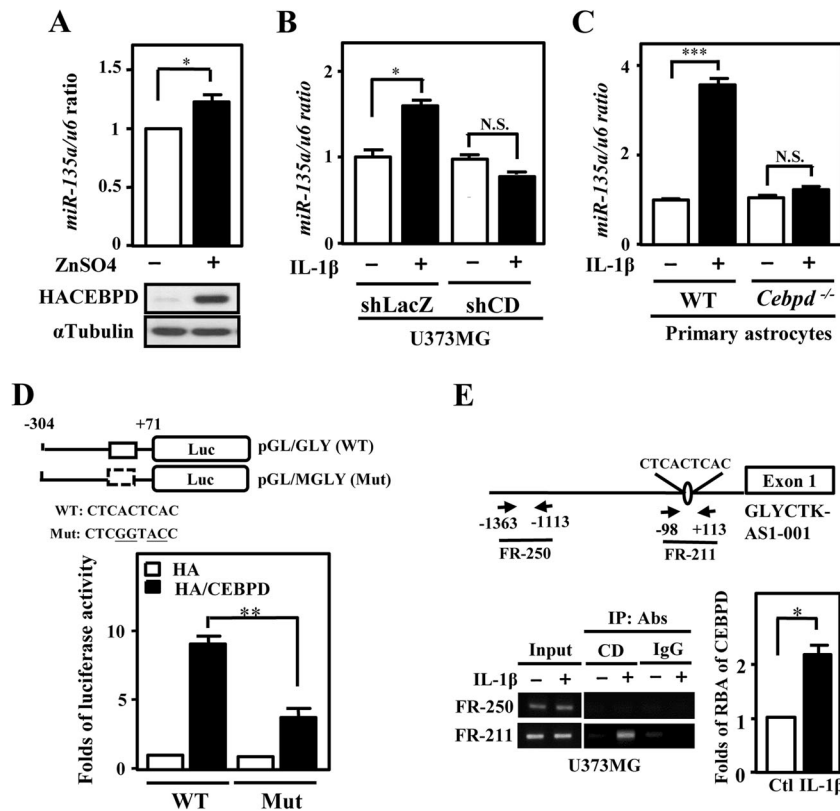 A
miR-135a/u6 ratio
1.5
1
0.5
0
*
ZnSO4 − +
HACEBPD
αTubulin
B
miR-135a/u6 ratio
2
1
0
*
N.S.
IL-1β − + − +
shLacZ shCD
U373MG
C
miR-135a/u6 ratio
4
2
0
***
N.S.
IL-1β − + − +
WT Cebpd -/-
Primary astrocytes
D
-304 +71
Luc pGL/GLY (WT)
Luc pGL/MGLY (Mut)
WT: CTCACTCAC
Mut: CTCGGTACC
HA
HA/CEBPD
Folds of luciferase activity
10
5
0
**
WT Mut
E
CTCACTCAC
Exon 1
GLYCTK-
AS1-001
-1363 -1113
FR-250
-98 +113
FR-211
IP: Abs
Input CD IgG
IL-1β − + − + − +
FR-250
FR-211
U373MG
Folds of RBA of CEBPD
2
1
0
*
Ctl IL-1β